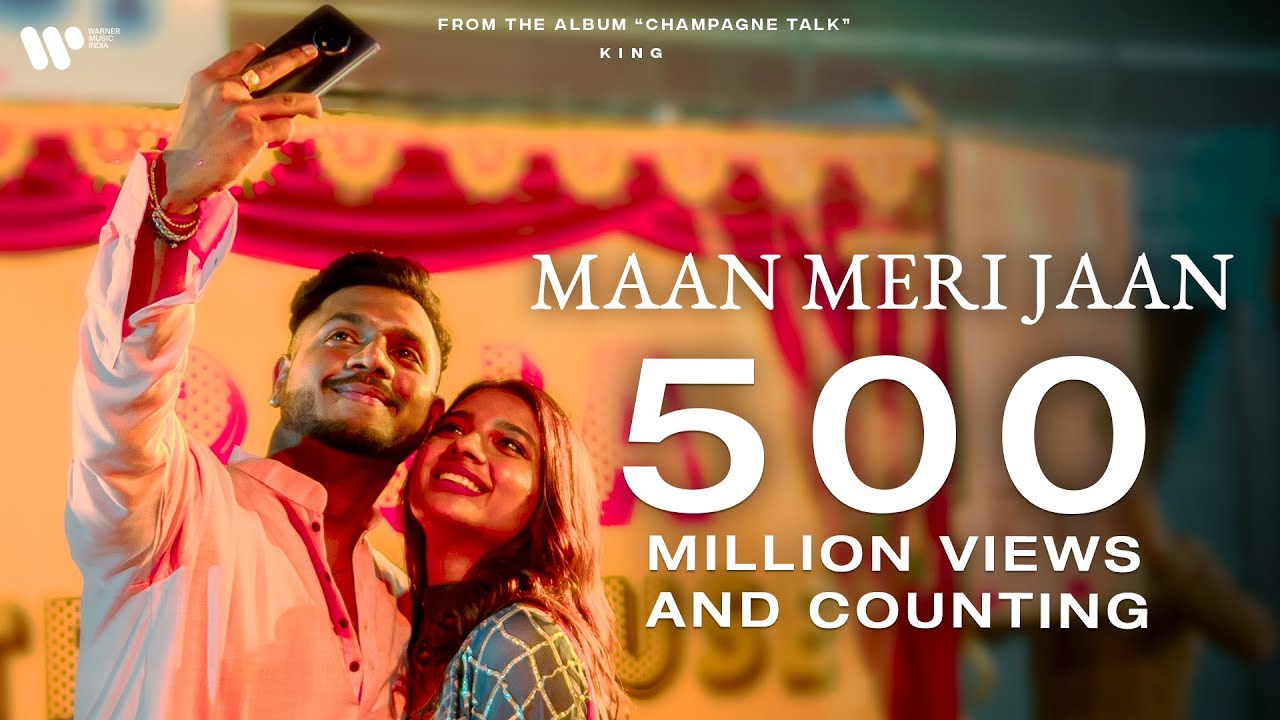 WARNER
MUSIC
INDIA
FROM THE ALBUM “CHAMPAGNE TALK”
KING
MAAN MERI JAAN
500
MILLION VIEWS
AND COUNTING